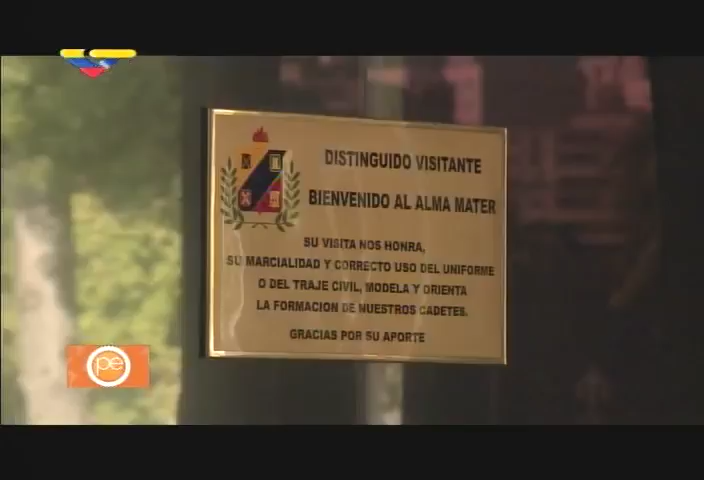 DISTINGUIDO VISITANTE
BIENVENIDO AL ALMA MATER
SU VISITA NOS HONRA,
SU MARCIALIDAD Y CORRECTO USO DEL UNIFORME
O DEL TRAJE CIVIL, MODELA Y ORIENTA
LA FORMACION DE NUESTROS CADETES.
GRACIAS POR SU APORTE
pe